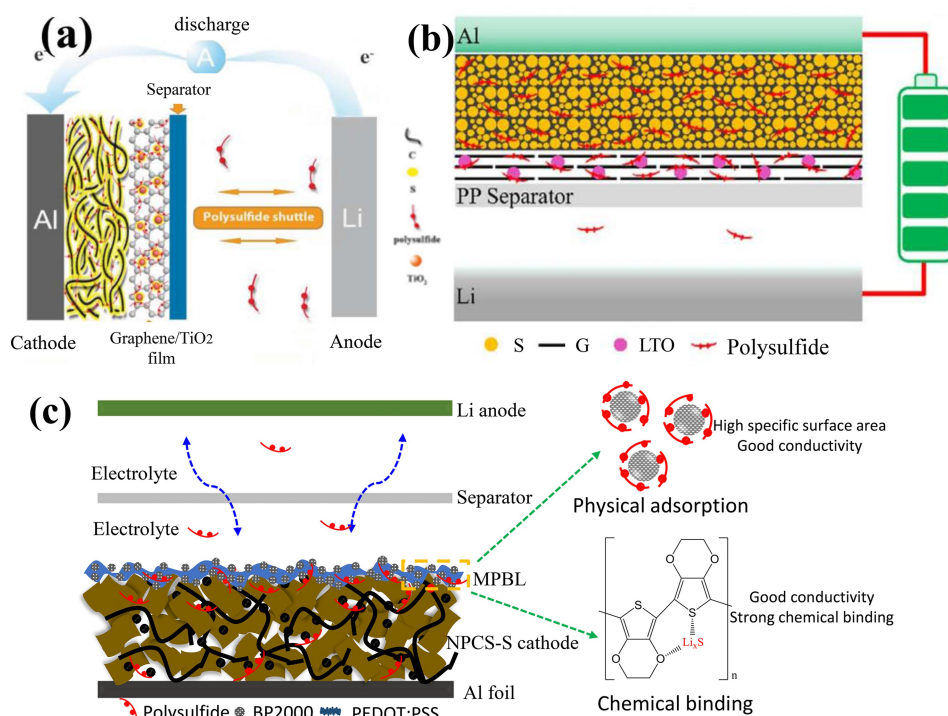 (a)
discharge
e-
A
e-
Separator
Al
Li
Polysulfide shuttle
C
S
polysulfide
TiO2
Cathode
Graphene/TiO2
film
Anode
(b)
Al
PP Separator
Li
S
G
LTO
Polysulfide
(c)
Li anode
Electrolyte
Separator
Electrolyte
MPBL
NPCS-S cathode
Al foil
Polysulfide
BP2000
PEDOT:PSS
High specific surface area
Good conductivity
Physical adsorption
O
O
S
S
LixS
O
O
n
Good conductivity
Strong chemical binding
Chemical binding